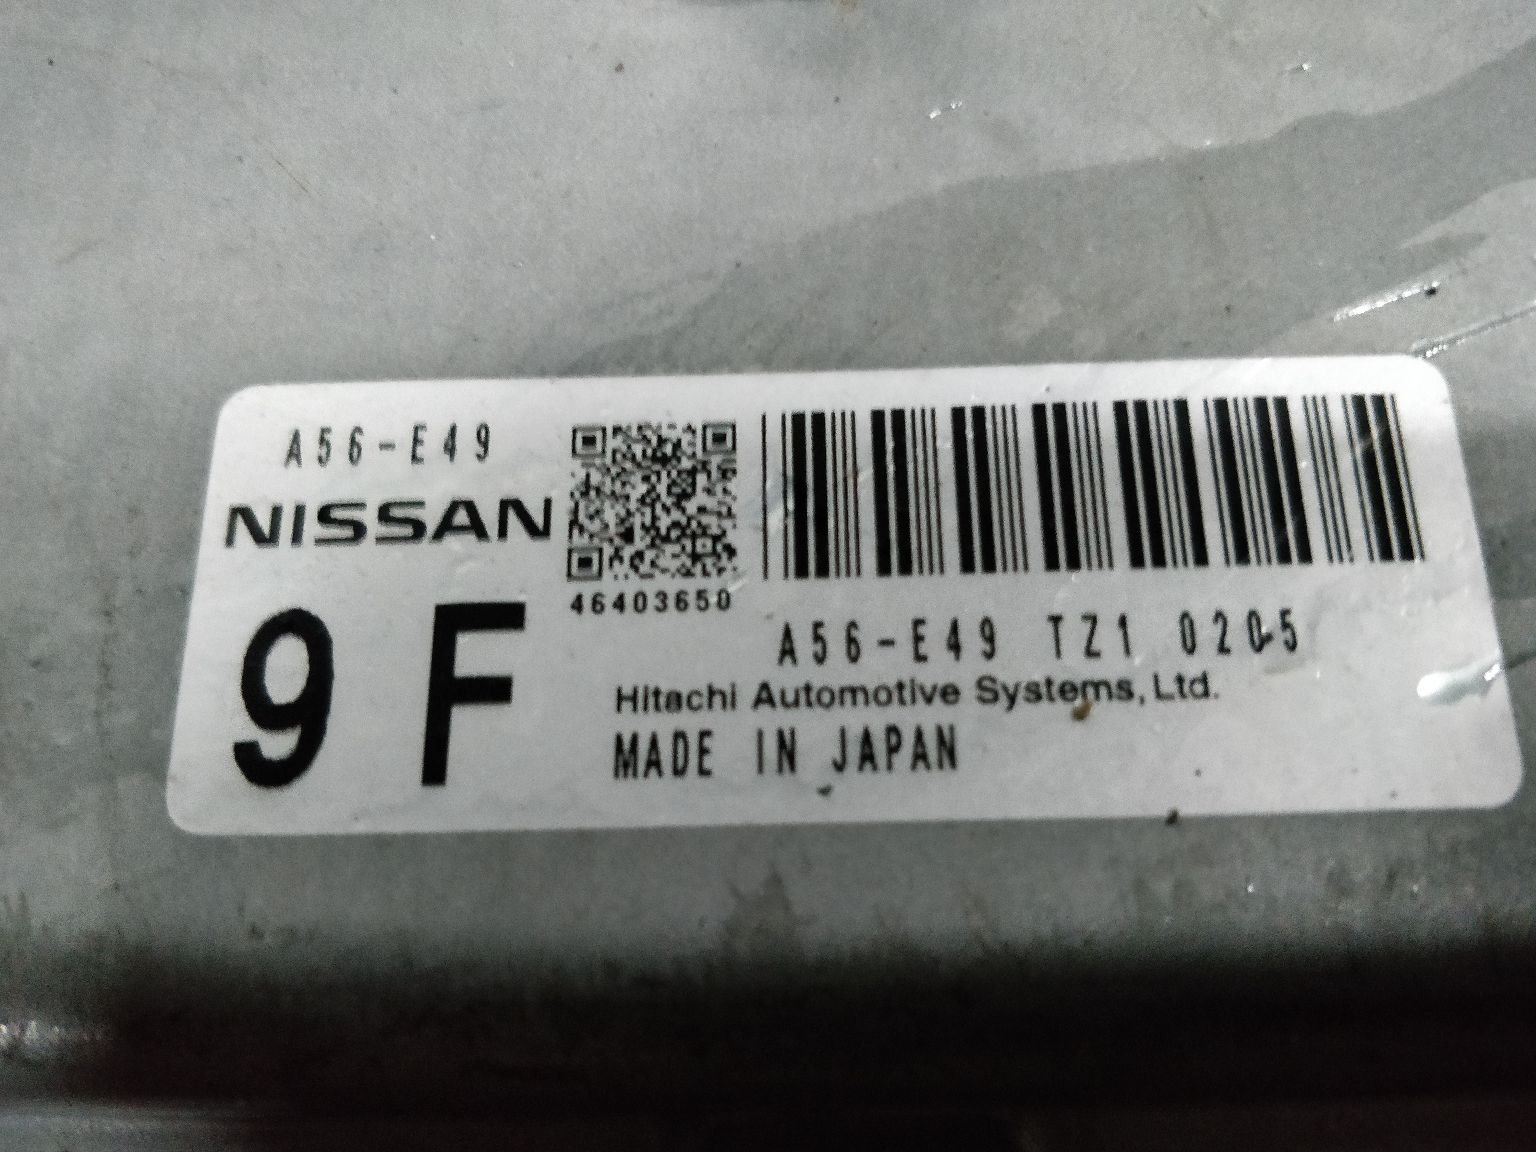 A56-E49
NISSAN
46403650
9 F
A56-E49 TZ1 0205
Hitachi Automotive Systems, Ltd.
MADE IN JAPAN